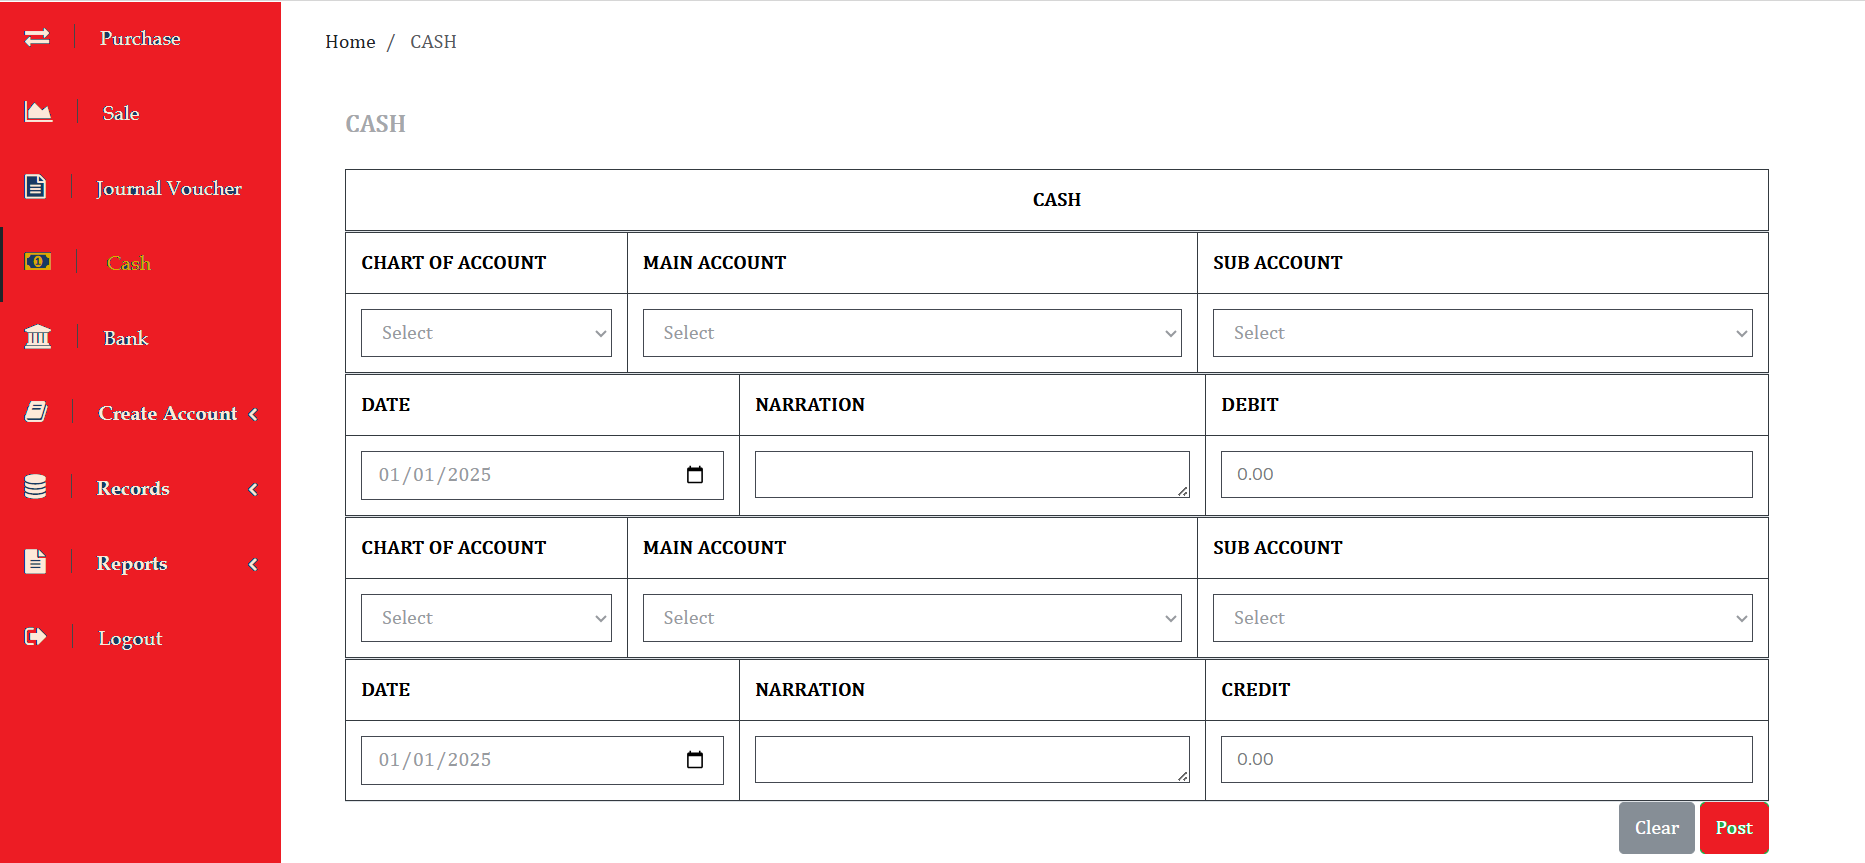 Purchase
Sale
Journal Voucher
Cash
Bank
Create Account
Records
Reports
Logout
Home / CASH
CASH
CASH
CHART OF ACCOUNT MAIN ACCOUNT SUB ACCOUNT
Select Select Select
DATE NARRATION DEBIT
01/01/2025 0.00
CHART OF ACCOUNT MAIN ACCOUNT SUB ACCOUNT
Select Select Select
DATE NARRATION CREDIT
01/01/2025 0.00
Clear Post